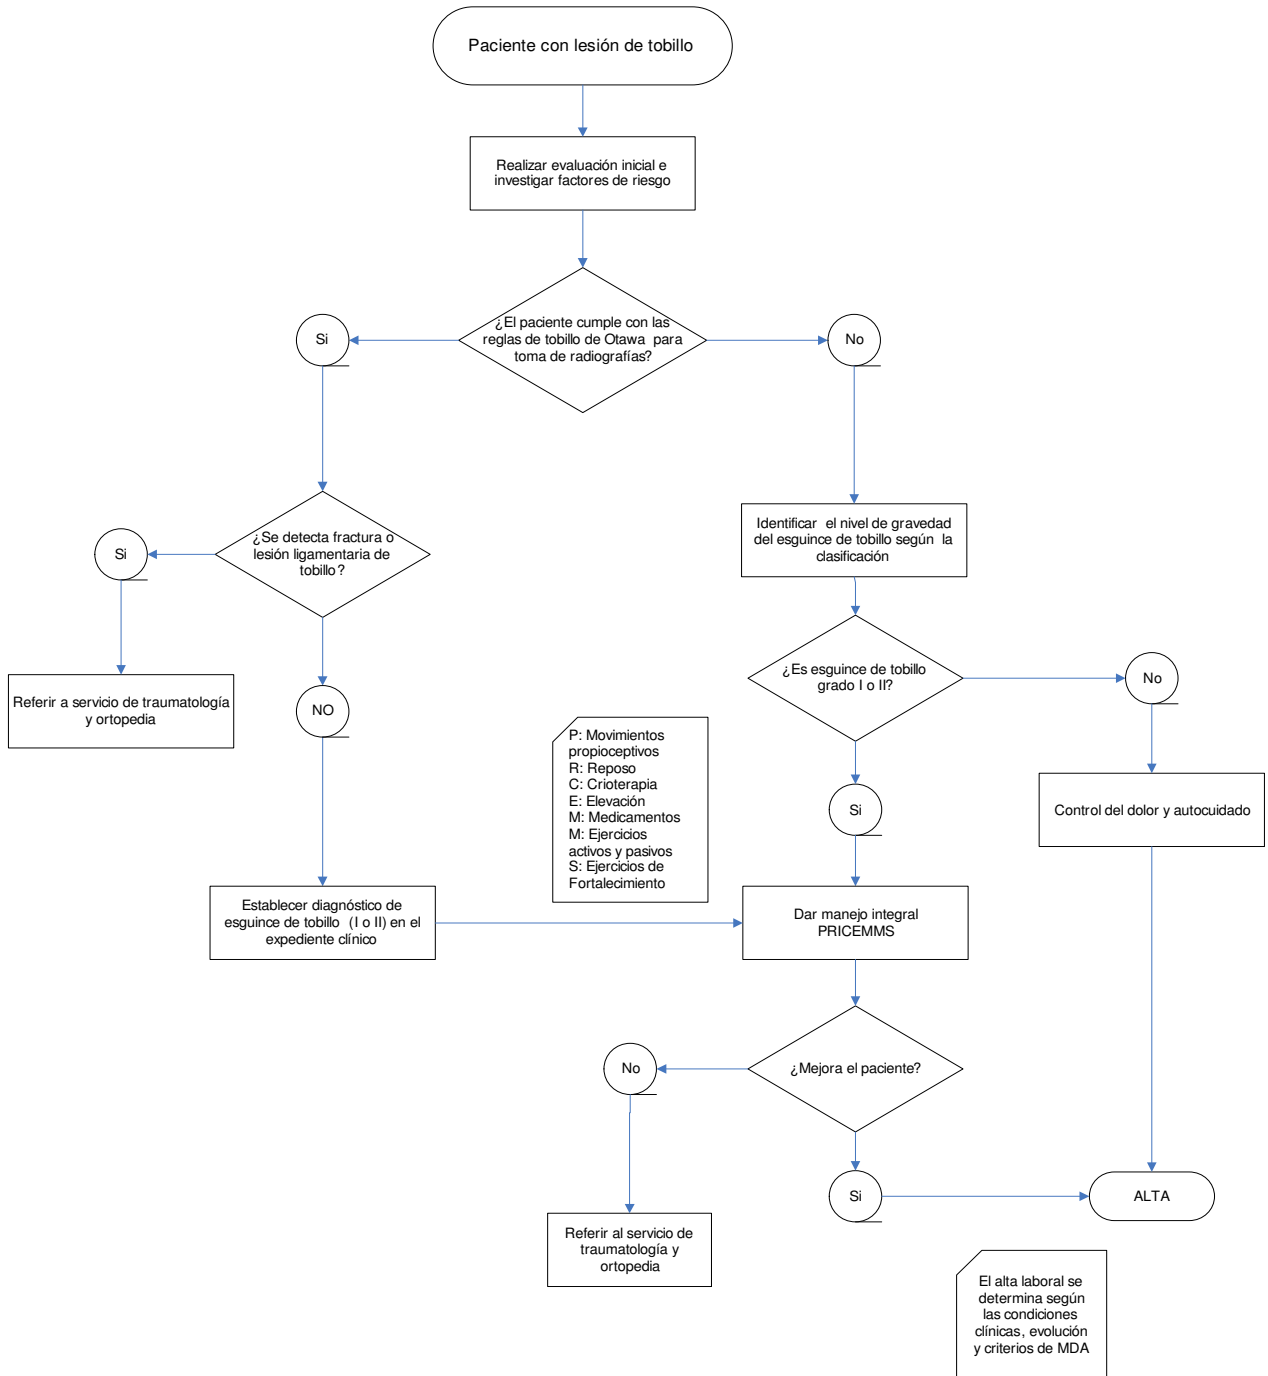 Paciente con lesión de tobillo
Realizar evaluación inicial e
investigar factores de riesgo
¿El paciente cumple con las
reglas de tobillo de Otawa para
toma de radiografías?
Si
No
¿Se detecta fractura o
lesión ligamentaria de
tobillo?
Si
Identificar el nivel de gravedad
del esguince de tobillo según la
clasificación
Referir a servicio de traumatología
y ortopedia
NO
¿Es esguince de tobillo
grado I o II?
No
P: Movimientos
propioceptivos
R: Reposo
C: Crioterapia
E: Elevación
M: Medicamentos
M: Ejercicios
activos y pasivos
S: Ejercicios de
Fortalecimiento
Si
Control del dolor y autocuidado
Establecer diagnóstico de
esguince de tobillo (I o II) en el
expediente clínico
Dar manejo integral
PRICEMMS
¿Mejora el paciente?
No
Si
ALTA
Referir al servicio de
traumatología y
ortopedia
El alta laboral se
determina según
las condiciones
clínicas, evolución
y criterios de MDA